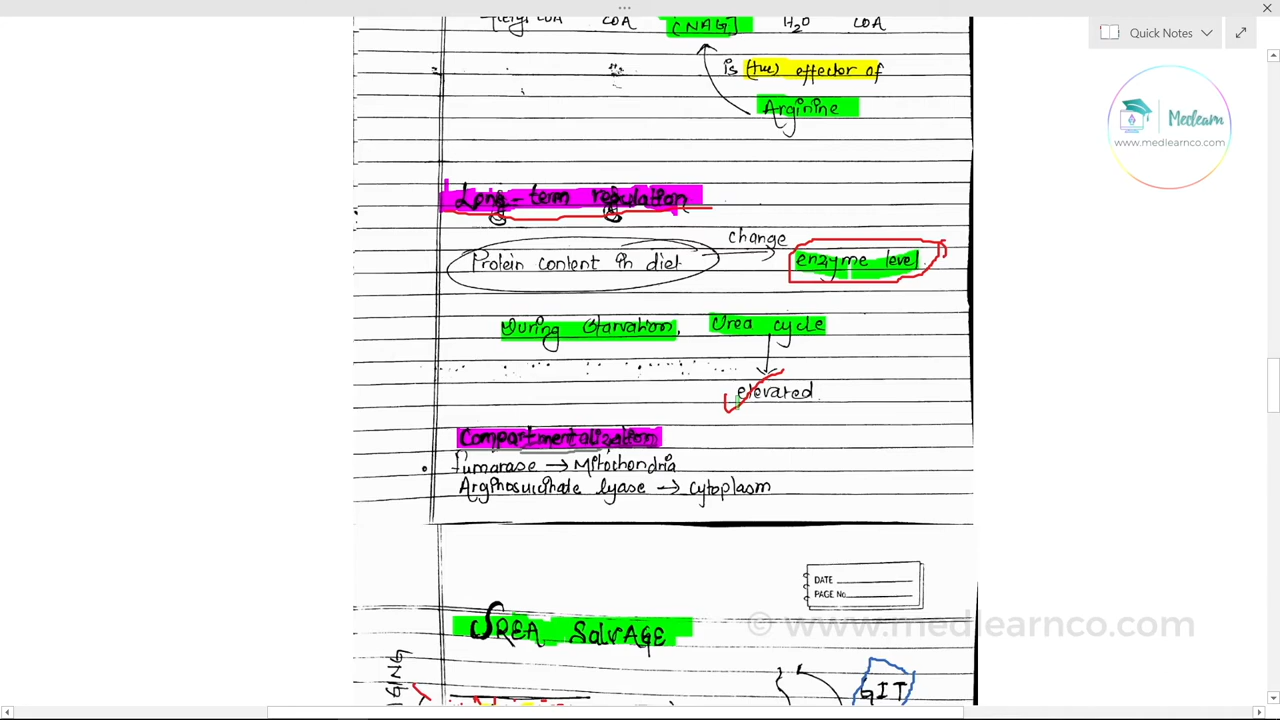 Acetyl CoA CoA [NAG] H2O CoA
is (+ve) effector of
Arginine
Long-term regulation
Protein content in diet change enzyme level
During Starvation, Urea cycle
elevated
Compartmentalization
Fumarase → Mitochondria
lyase → cytoplasm
UREA SALVAGE
GIT
DATE
PAGE No.
© www.medlearnco.com
Quick Notes
Medlearn
www.medlearnco.com